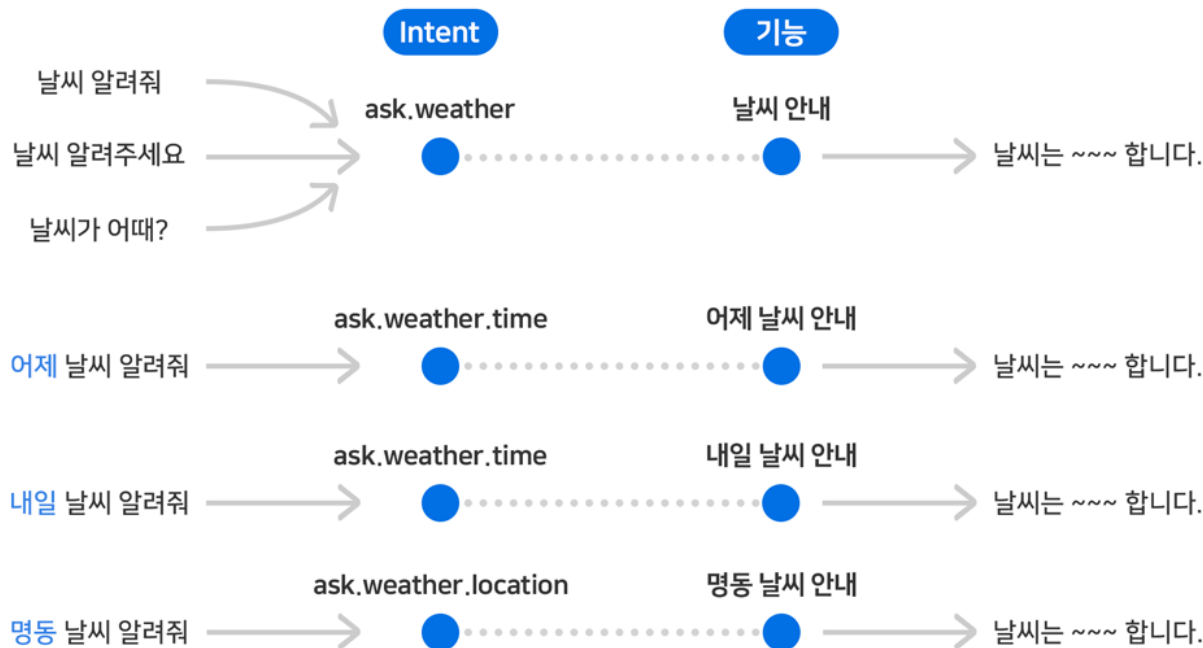 Intent 기능
날씨 알려줘
ask.weather 날씨 안내
날씨 알려주세요 날씨는 ~~~ 합니다.
날씨가 어때?
ask.weather.time 어제 날씨 안내
어제 날씨 알려줘 날씨는 ~~~ 합니다.
ask.weather.time 내일 날씨 안내
내일 날씨 알려줘 날씨는 ~~~ 합니다.
ask.weather.location 명동 날씨 안내
명동 날씨 알려줘 날씨는 ~~~ 합니다.